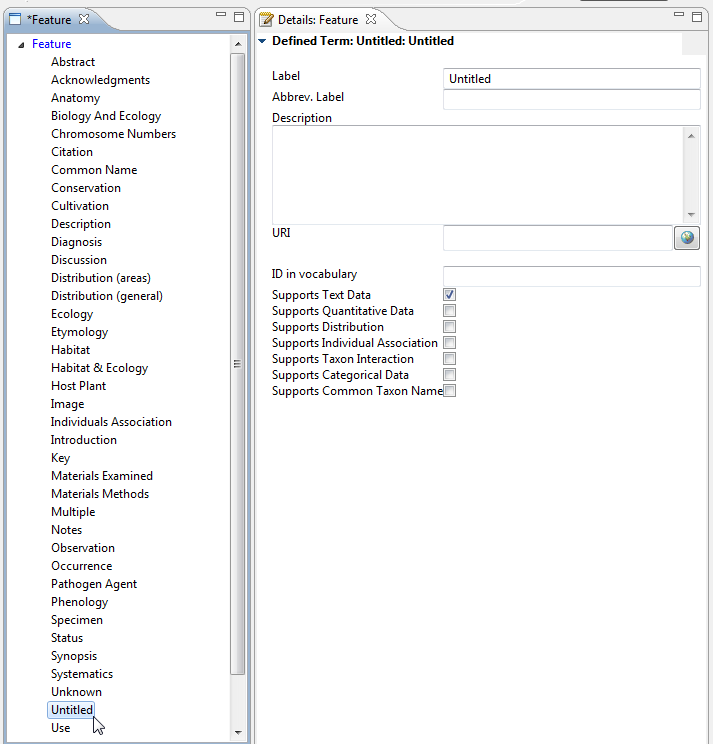 *Feature
Feature
Abstract
Acknowledgments
Anatomy
Biology And Ecology
Chromosome Numbers
Citation
Common Name
Conservation
Cultivation
Description
Diagnosis
Discussion
Distribution (areas)
Distribution (general)
Ecology
Etymology
Habitat
Habitat & Ecology
Host Plant
Image
Individuals Association
Introduction
Key
Materials Examined
Materials Methods
Multiple
Notes
Observation
Occurrence
Pathogen Agent
Phenology
Specimen
Status
Synopsis
Systematics
Unknown
Untitled
Use
Details: Feature
Defined Term: Untitled: Untitled
Label Untitled
Abbrev. Label
Description
URI
ID in vocabulary
Supports Text Data
Supports Quantitative Data
Supports Distribution
Supports Individual Association
Supports Taxon Interaction
Supports Categorical Data
Supports Common Taxon Name